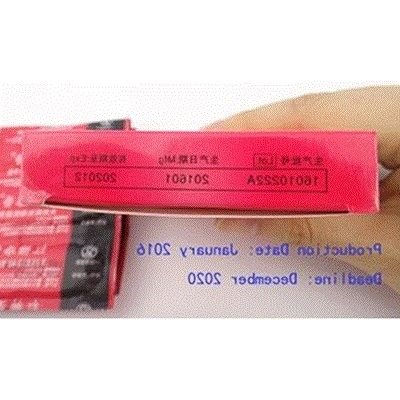 生产批号|Lot 生产日期.Mfg 有效期至.Exp
16010222A 201601 202012
Production Date: January 2016
Deadline: December 2020